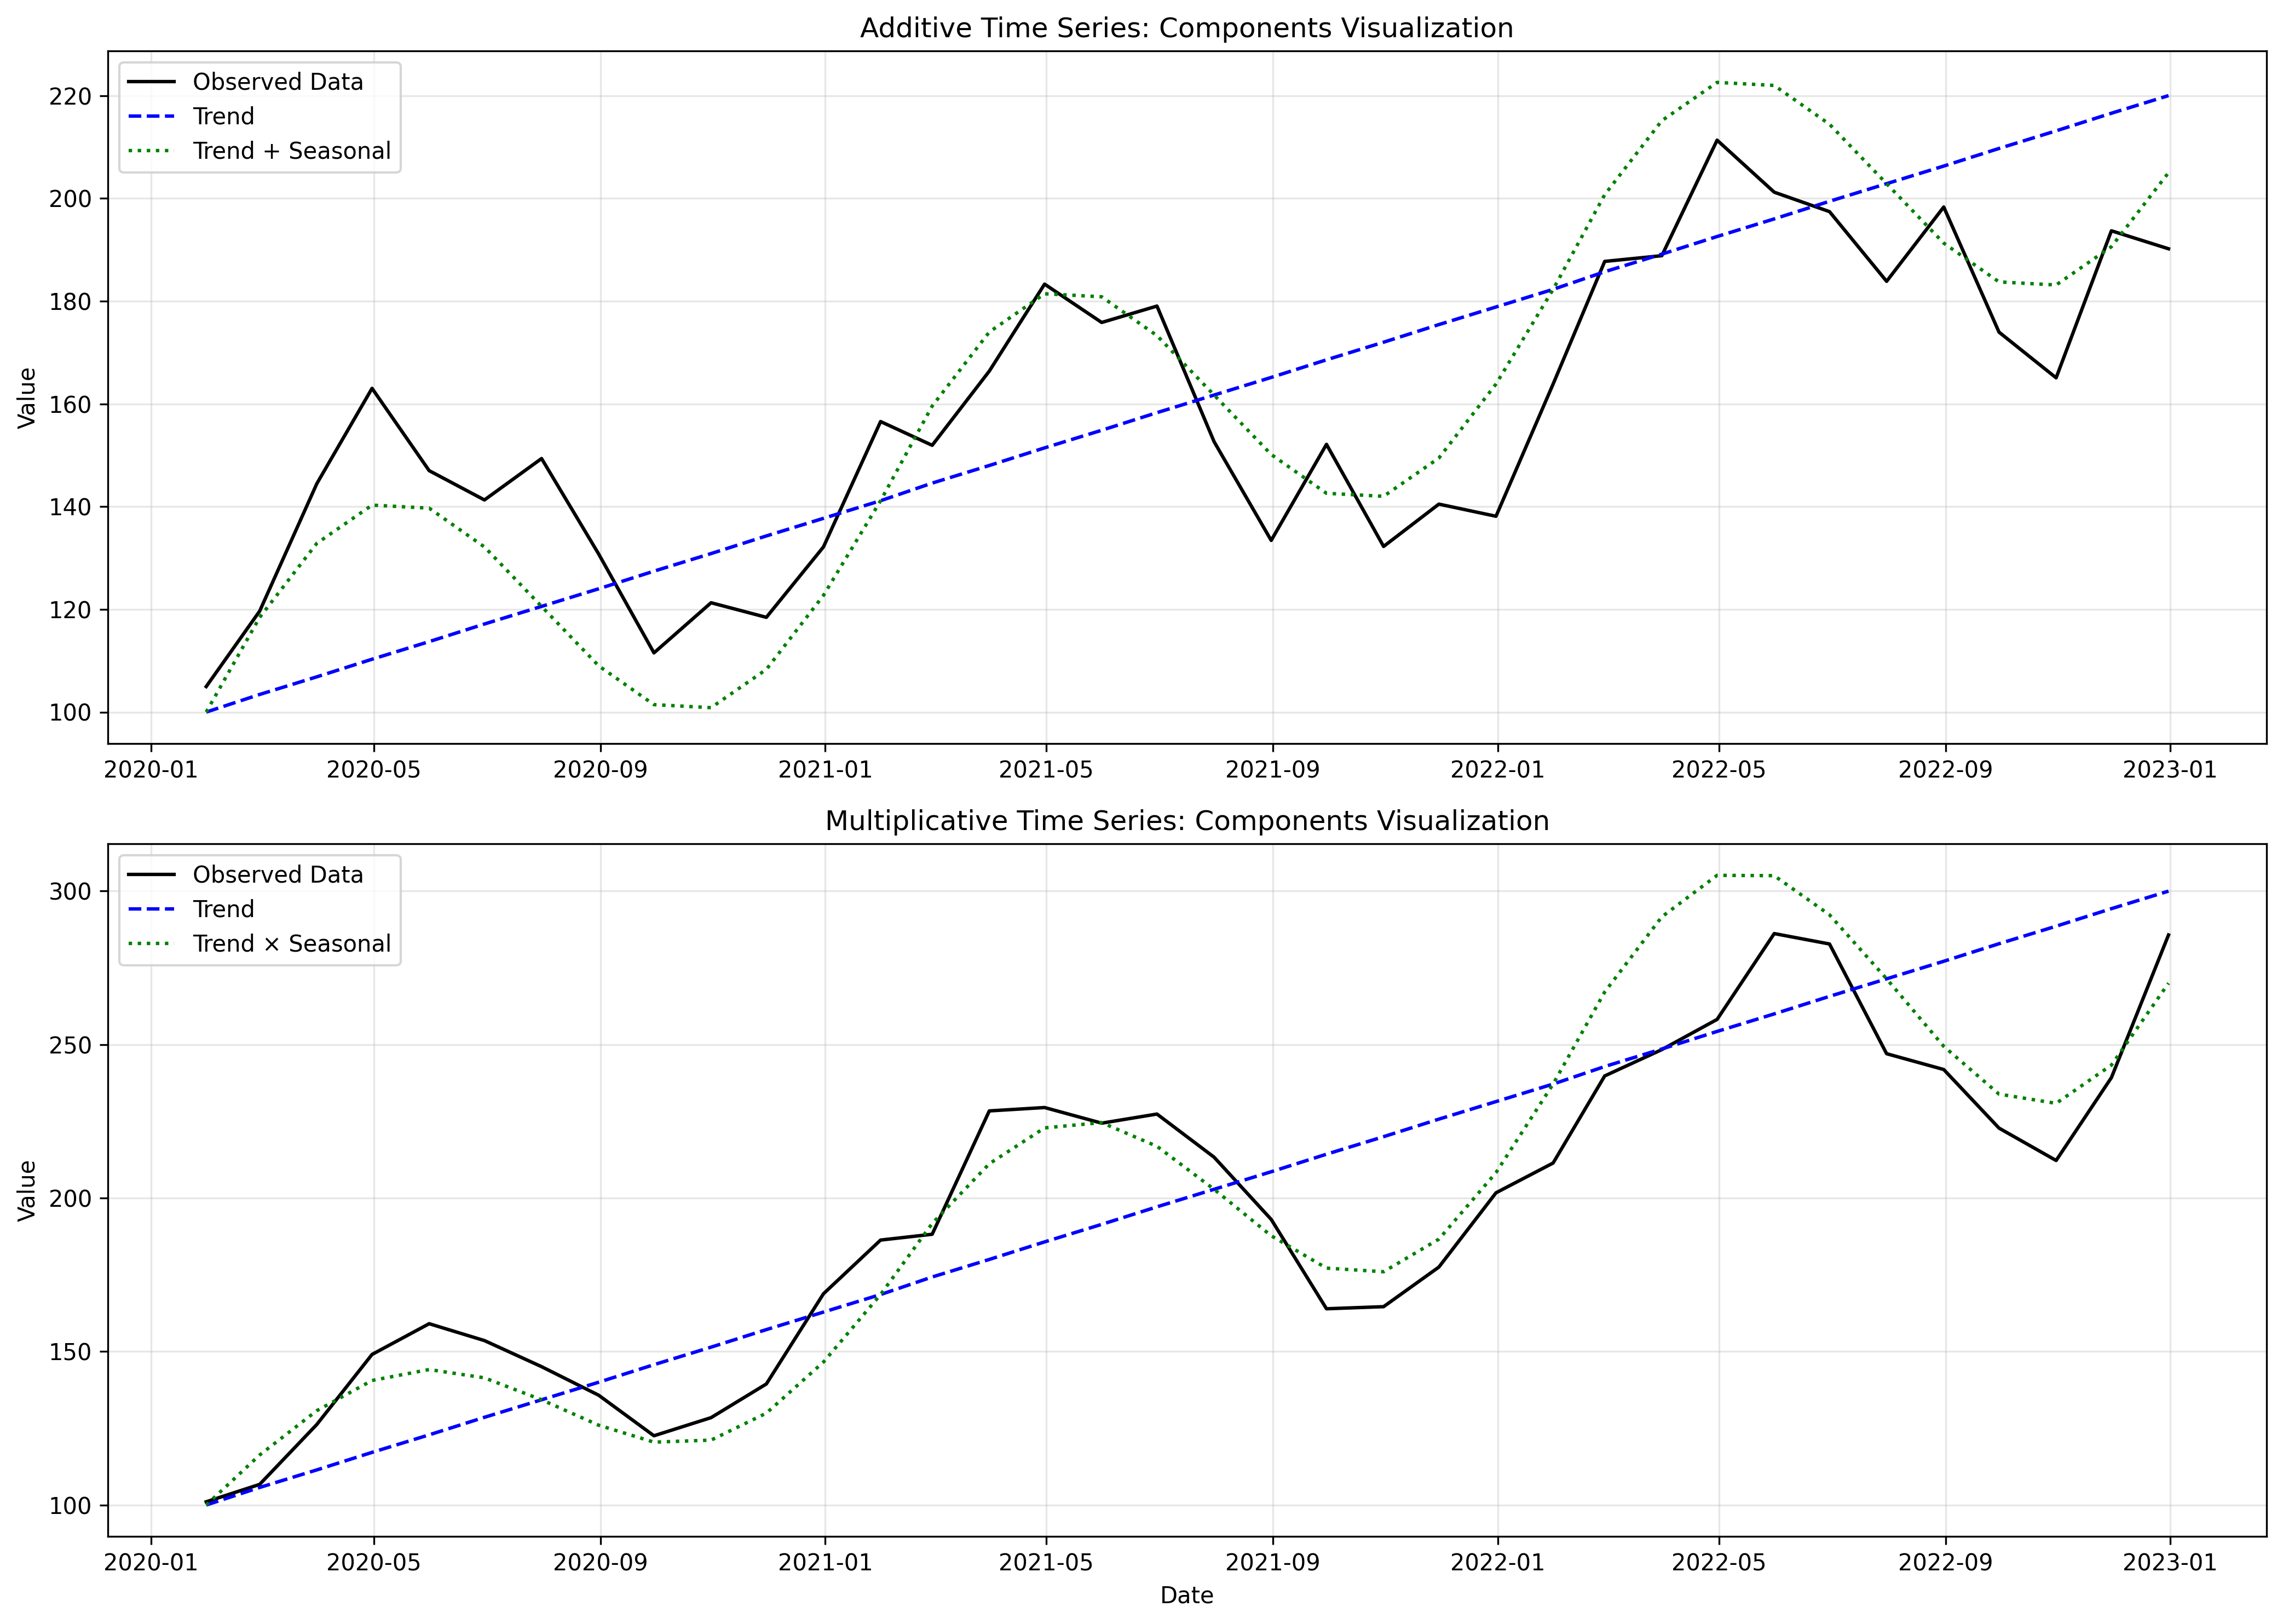 Additive Time Series: Components Visualization
Observed Data
Trend
Trend + Seasonal
Value
220
200
180
160
140
120
100
2020-01 2020-05 2020-09 2021-01 2021-05 2021-09 2022-01 2022-05 2022-09 2023-01
Multiplicative Time Series: Components Visualization
Observed Data
Trend
Trend × Seasonal
Value
300
250
200
150
100
2020-01 2020-05 2020-09 2021-01 2021-05 2021-09 2022-01 2022-05 2022-09 2023-01
Date